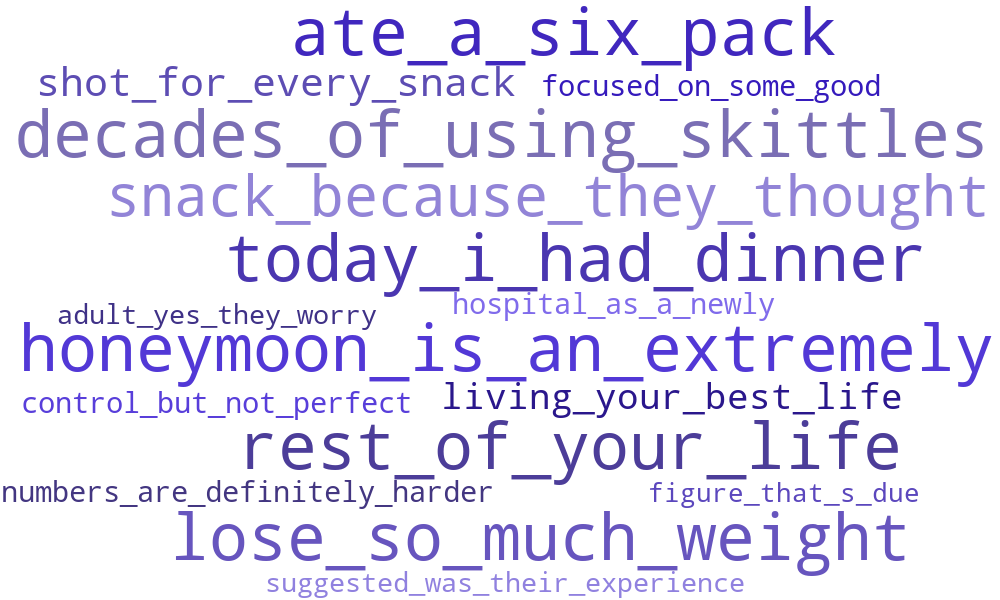 ate_a_six_pack
shot_for_every_snack focused_on_some_good
decades_of_using_skittles
snack_because_they_thought
today_i_had_dinner
adult_yes_they_worry hospital_as_a_newly
honeymoon_is_an_extremely
control_but_not_perfect living_your_best_life
rest_of_your_life
numbers_are_definitely_harder figure_that_s_due
lose_so_much_weight
suggested_was_their_experience